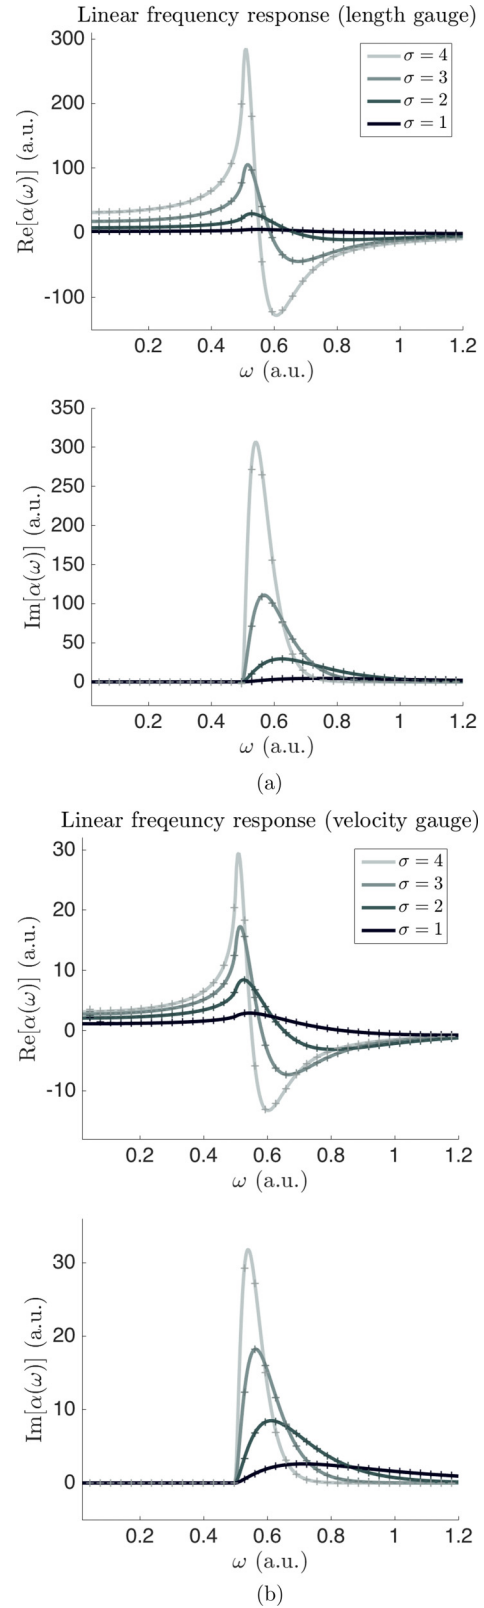 Linear frequency response (length gauge)
Re[α(ω)] (a.u.)
300
200
100
0
-100
σ = 4
σ = 3
σ = 2
σ = 1
0.2 0.4 0.6 0.8 1 1.2
ω (a.u.)
Im[α(ω)] (a.u.)
350
300
250
200
150
100
50
0
0.2 0.4 0.6 0.8 1 1.2
ω (a.u.)
(a)
Linear freqeuncy response (velocity gauge)
Re[α(ω)] (a.u.)
30
20
10
0
-10
σ = 4
σ = 3
σ = 2
σ = 1
0.2 0.4 0.6 0.8 1 1.2
ω (a.u.)
Im[α(ω)] (a.u.)
30
20
10
0
0.2 0.4 0.6 0.8 1 1.2
ω (a.u.)
(b)